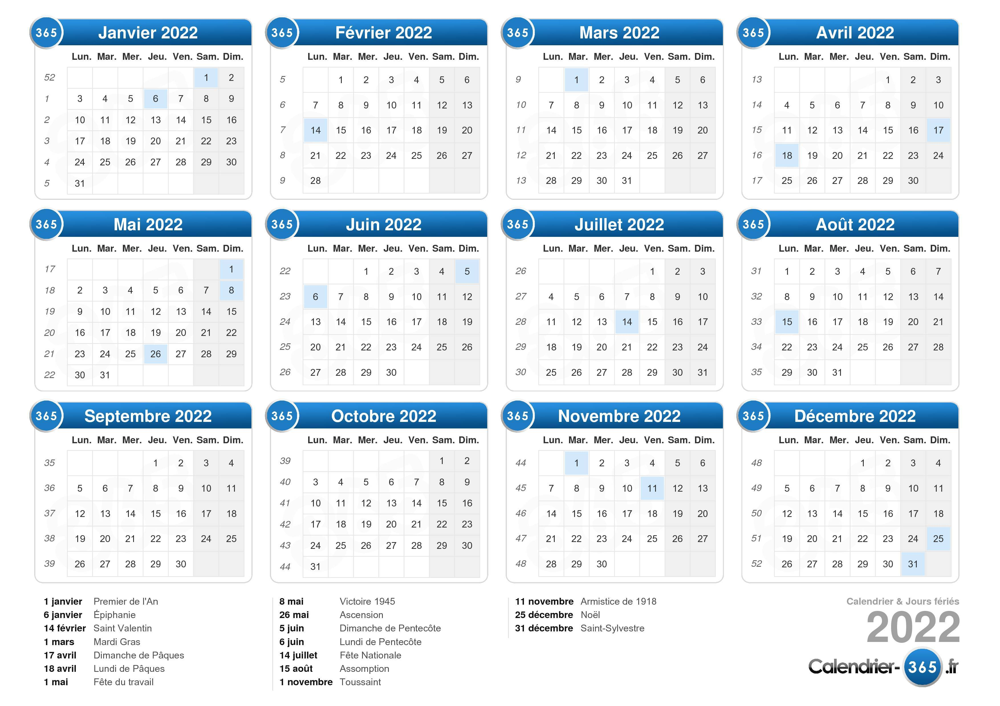 365 Janvier 2022
Lun. Mar. Mer. Jeu. Ven. Sam. Dim.
52 1 2
1 3 4 5 6 7 8 9
2 10 11 12 13 14 15 16
3 17 18 19 20 21 22 23
4 24 25 26 27 28 29 30
5 31
365 Février 2022
Lun. Mar. Mer. Jeu. Ven. Sam. Dim.
5 1 2 3 4 5 6
6 7 8 9 10 11 12 13
7 14 15 16 17 18 19 20
8 21 22 23 24 25 26 27
9 28
365 Mars 2022
Lun. Mar. Mer. Jeu. Ven. Sam. Dim.
9 1 2 3 4 5 6
10 7 8 9 10 11 12 13
11 14 15 16 17 18 19 20
12 21 22 23 24 25 26 27
13 28 29 30 31
365 Avril 2022
Lun. Mar. Mer. Jeu. Ven. Sam. Dim.
13 1 2 3
14 4 5 6 7 8 9 10
15 11 12 13 14 15 16 17
16 18 19 20 21 22 23 24
17 25 26 27 28 29 30
365 Mai 2022
Lun. Mar. Mer. Jeu. Ven. Sam. Dim.
17 1
18 2 3 4 5 6 7 8
19 9 10 11 12 13 14 15
20 16 17 18 19 20 21 22
21 23 24 25 26 27 28 29
22 30 31
365 Juin 2022
Lun. Mar. Mer. Jeu. Ven. Sam. Dim.
22 1 2 3 4 5
23 6 7 8 9 10 11 12
24 13 14 15 16 17 18 19
25 20 21 22 23 24 25 26
26 27 28 29 30
365 Juillet 2022
Lun. Mar. Mer. Jeu. Ven. Sam. Dim.
26 1 2 3
27 4 5 6 7 8 9 10
28 11 12 13 14 15 16 17
29 18 19 20 21 22 23 24
30 25 26 27 28 29 30 31
365 Août 2022
Lun. Mar. Mer. Jeu. Ven. Sam. Dim.
31 1 2 3 4 5 6 7
32 8 9 10 11 12 13 14
33 15 16 17 18 19 20 21
34 22 23 24 25 26 27 28
35 29 30 31
365 Septembre 2022
Lun. Mar. Mer. Jeu. Ven. Sam. Dim.
35 1 2 3 4
36 5 6 7 8 9 10 11
37 12 13 14 15 16 17 18
38 19 20 21 22 23 24 25
39 26 27 28 29 30
365 Octobre 2022
Lun. Mar. Mer. Jeu. Ven. Sam. Dim.
39 1 2
40 3 4 5 6 7 8 9
41 10 11 12 13 14 15 16
42 17 18 19 20 21 22 23
43 24 25 26 27 28 29 30
44 31
365 Novembre 2022
Lun. Mar. Mer. Jeu. Ven. Sam. Dim.
44 1 2 3 4 5 6
45 7 8 9 10 11 12 13
46 14 15 16 17 18 19 20
47 21 22 23 24 25 26 27
48 28 29 30
365 Décembre 2022
Lun. Mar. Mer. Jeu. Ven. Sam. Dim.
48 1 2 3 4
49 5 6 7 8 9 10 11
50 12 13 14 15 16 17 18
51 19 20 21 22 23 24 25
52 26 27 28 29 30 31
1 janvier Premier de l'An
6 janvier Épiphanie
14 février Saint Valentin
1 mars Mardi Gras
17 avril Dimanche de Pâques
18 avril Lundi de Pâques
1 mai Fête du travail
8 mai Victoire 1945
26 mai Ascension
5 juin Dimanche de Pentecôte
6 juin Lundi de Pentecôte
14 juillet Fête Nationale
15 août Assomption
1 novembre Toussaint
11 novembre Armistice de 1918
25 décembre Noël
31 décembre Saint-Sylvestre
Calendrier & Jours fériés
2022
Calendrier-365.fr